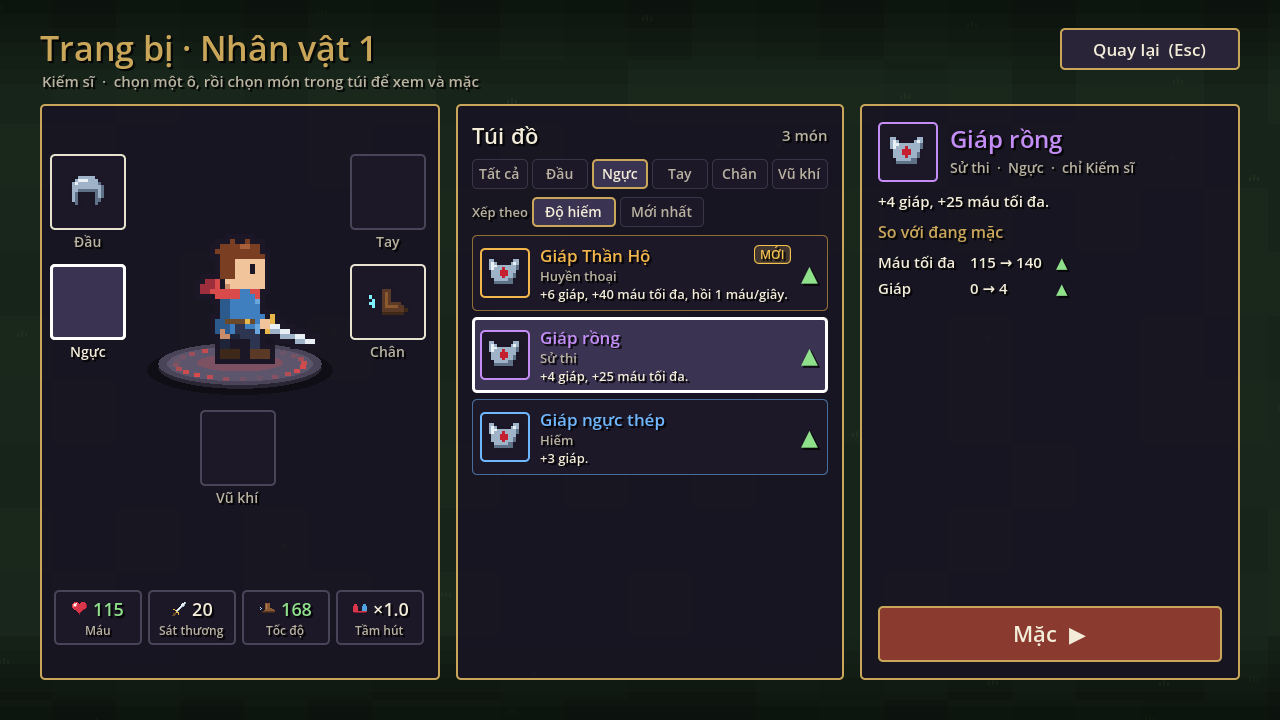 Trang bị · Nhân vật 1
Kiếm sĩ · chọn một ô, rồi chọn món trong túi để xem và mặc
Quay lại (Esc)
Đầu
Tay
Ngực
Chân
Vũ khí
115
Máu
20
Sát thương
168
Tốc độ
×1.0
Tầm hút
Túi đồ
3 món
Tất cả
Đầu
Ngực
Tay
Chân
Vũ khí
Xếp theo
Độ hiếm
Mới nhất
Giáp Thần Hộ
MỚI
Huyền thoại
+6 giáp, +40 máu tối đa, hồi 1 máu/giây.
Giáp rồng
Sử thi
+4 giáp, +25 máu tối đa.
Giáp ngực thép
Hiếm
+3 giáp.
Giáp rồng
Sử thi · Ngực · chỉ Kiếm sĩ
+4 giáp, +25 máu tối đa.
So với đang mặc
Máu tối đa 115 → 140 ▲
Giáp 0 → 4 ▲
Mặc ▶